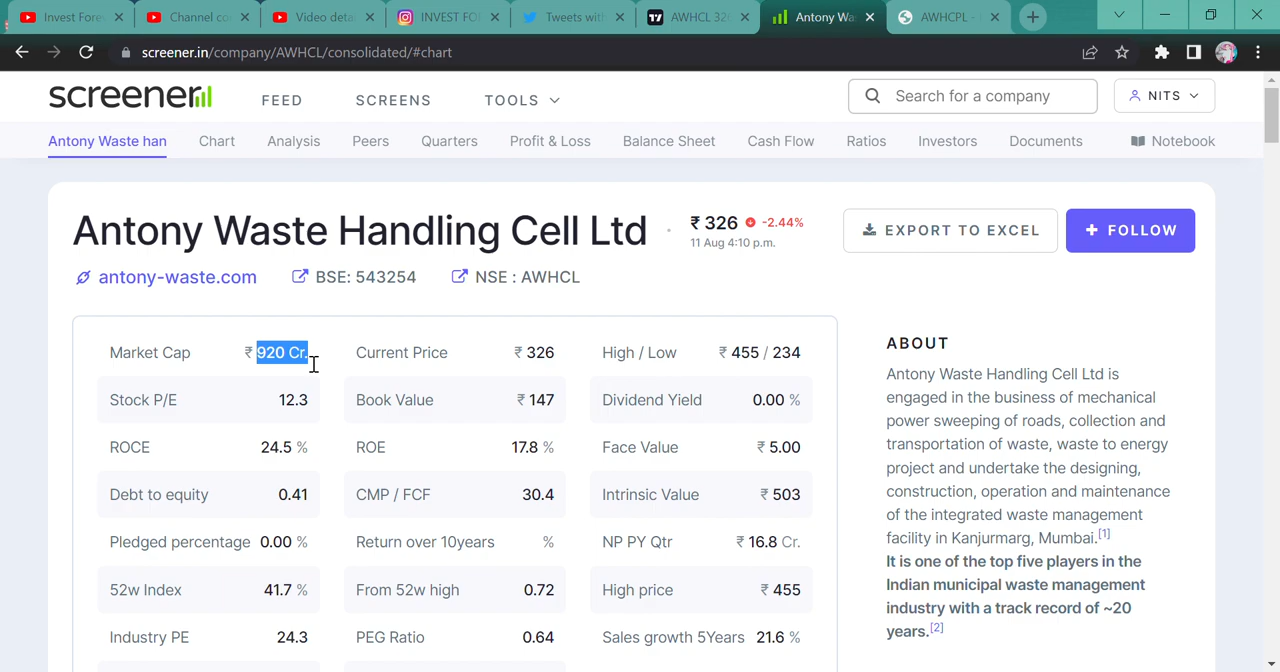 Invest Fore
Channel co
Video detai
INVEST FO
Tweets with
AWHCL 326
Antony Was
AWHCPL -
screener.in/company/AWHCL/consolidated/#chart
screener
FEED
SCREENS
TOOLS
Search for a company
NITS
Antony Waste han
Chart
Analysis
Peers
Quarters
Profit & Loss
Balance Sheet
Cash Flow
Ratios
Investors
Documents
Notebook
Antony Waste Handling Cell Ltd
₹ 326 -2.44%
11 Aug 4:10 p.m.
EXPORT TO EXCEL
FOLLOW
antony-waste.com
BSE: 543254
NSE : AWHCL
Market Cap ₹ 920 Cr.
Current Price ₹ 326
High / Low ₹ 455 / 234
Stock P/E 12.3
Book Value ₹ 147
Dividend Yield 0.00 %
ROCE 24.5 %
ROE 17.8 %
Face Value ₹ 5.00
Debt to equity 0.41
CMP / FCF 30.4
Intrinsic Value ₹ 503
Pledged percentage 0.00 %
Return over 10years %
NP PY Qtr ₹ 16.8 Cr.
52w Index 41.7 %
From 52w high 0.72
High price ₹ 455
Industry PE 24.3
PEG Ratio 0.64
Sales growth 5Years 21.6 %
ABOUT
Antony Waste Handling Cell Ltd is
engaged in the business of mechanical
power sweeping of roads, collection and
transportation of waste, waste to energy
project and undertake the designing,
construction, operation and maintenance
of the integrated waste management
facility in Kanjurmarg, Mumbai.[1]
It is one of the top five players in the
Indian municipal waste management
industry with a track record of ~20
years.[2]